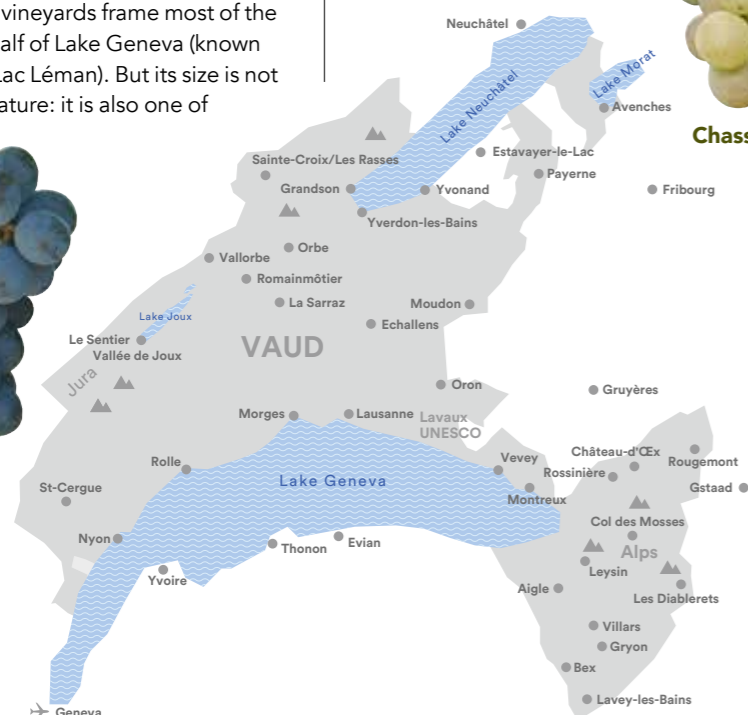 vineyards frame most of the
alf of Lake Geneva (known
Lac Léman). But its size is not
ature: it is also one of
Chass
Neuchâtel
Lake Neuchâtel
Lake Morat
Avenches
Sainte-Croix/Les Rasses
Estavayer-le-Lac
Payerne
Grandson
Yvonand
Fribourg
Yverdon-les-Bains
Orbe
Vallorbe
Romainmôtier
La Sarraz
Moudon
Lake Joux
Echallens
Le Sentier
Vallée de Joux
VAUD
Jura
Oron
Gruyères
Morges
Lausanne
Lavaux
UNESCO
Rolle
Vevey
Château-d'Œx
Rougemont
Rossinière
Lake Geneva
St-Cergue
Montreux
Gstaad
Col des Mosses
Nyon
Thonon
Evian
Alps
Leysin
Yvoire
Aigle
Les Diablerets
Villars
Gryon
Bex
Lavey-les-Bains
Geneva